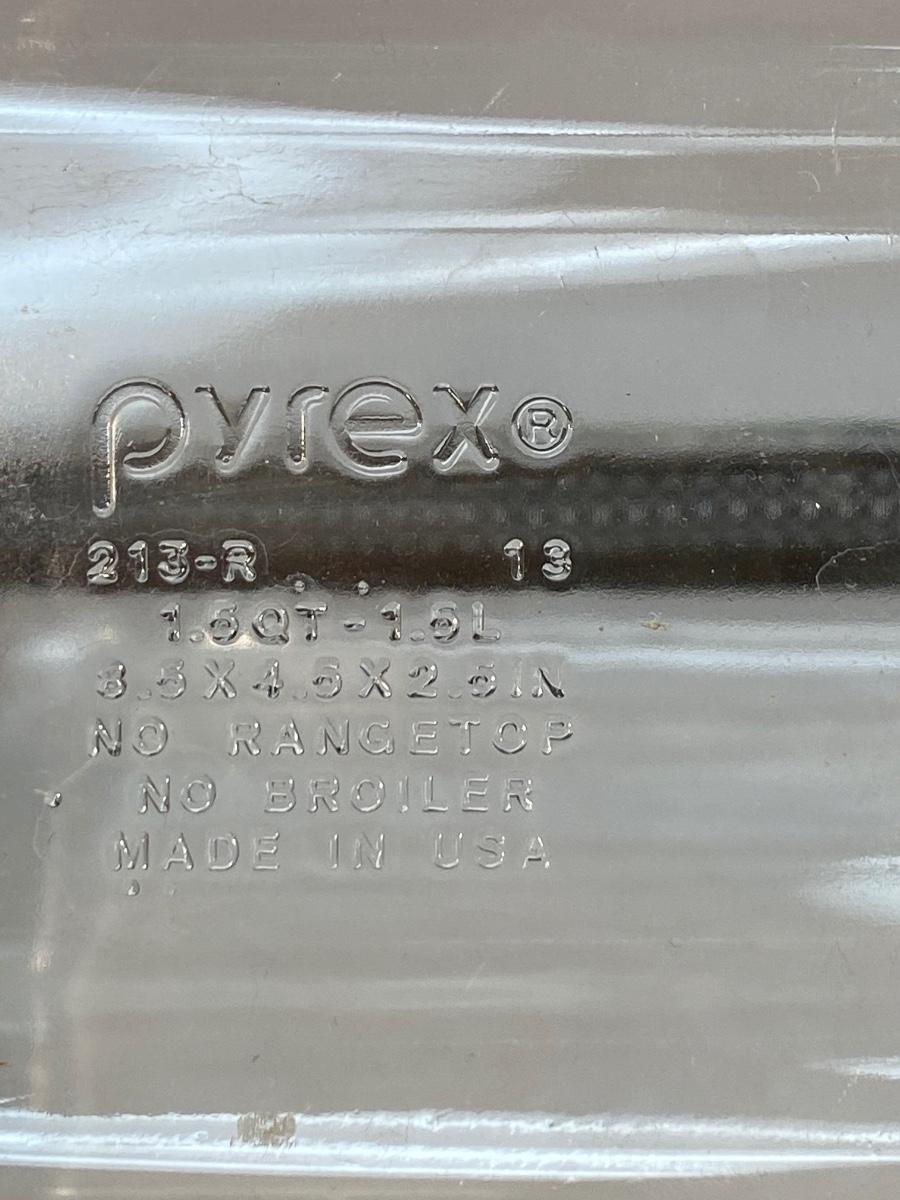 pyrex®
213-R 13
1.5QT-1.5L
8.5X4.5X2.5IN
NO RANGETOP
NO BROILER
MADE IN USA